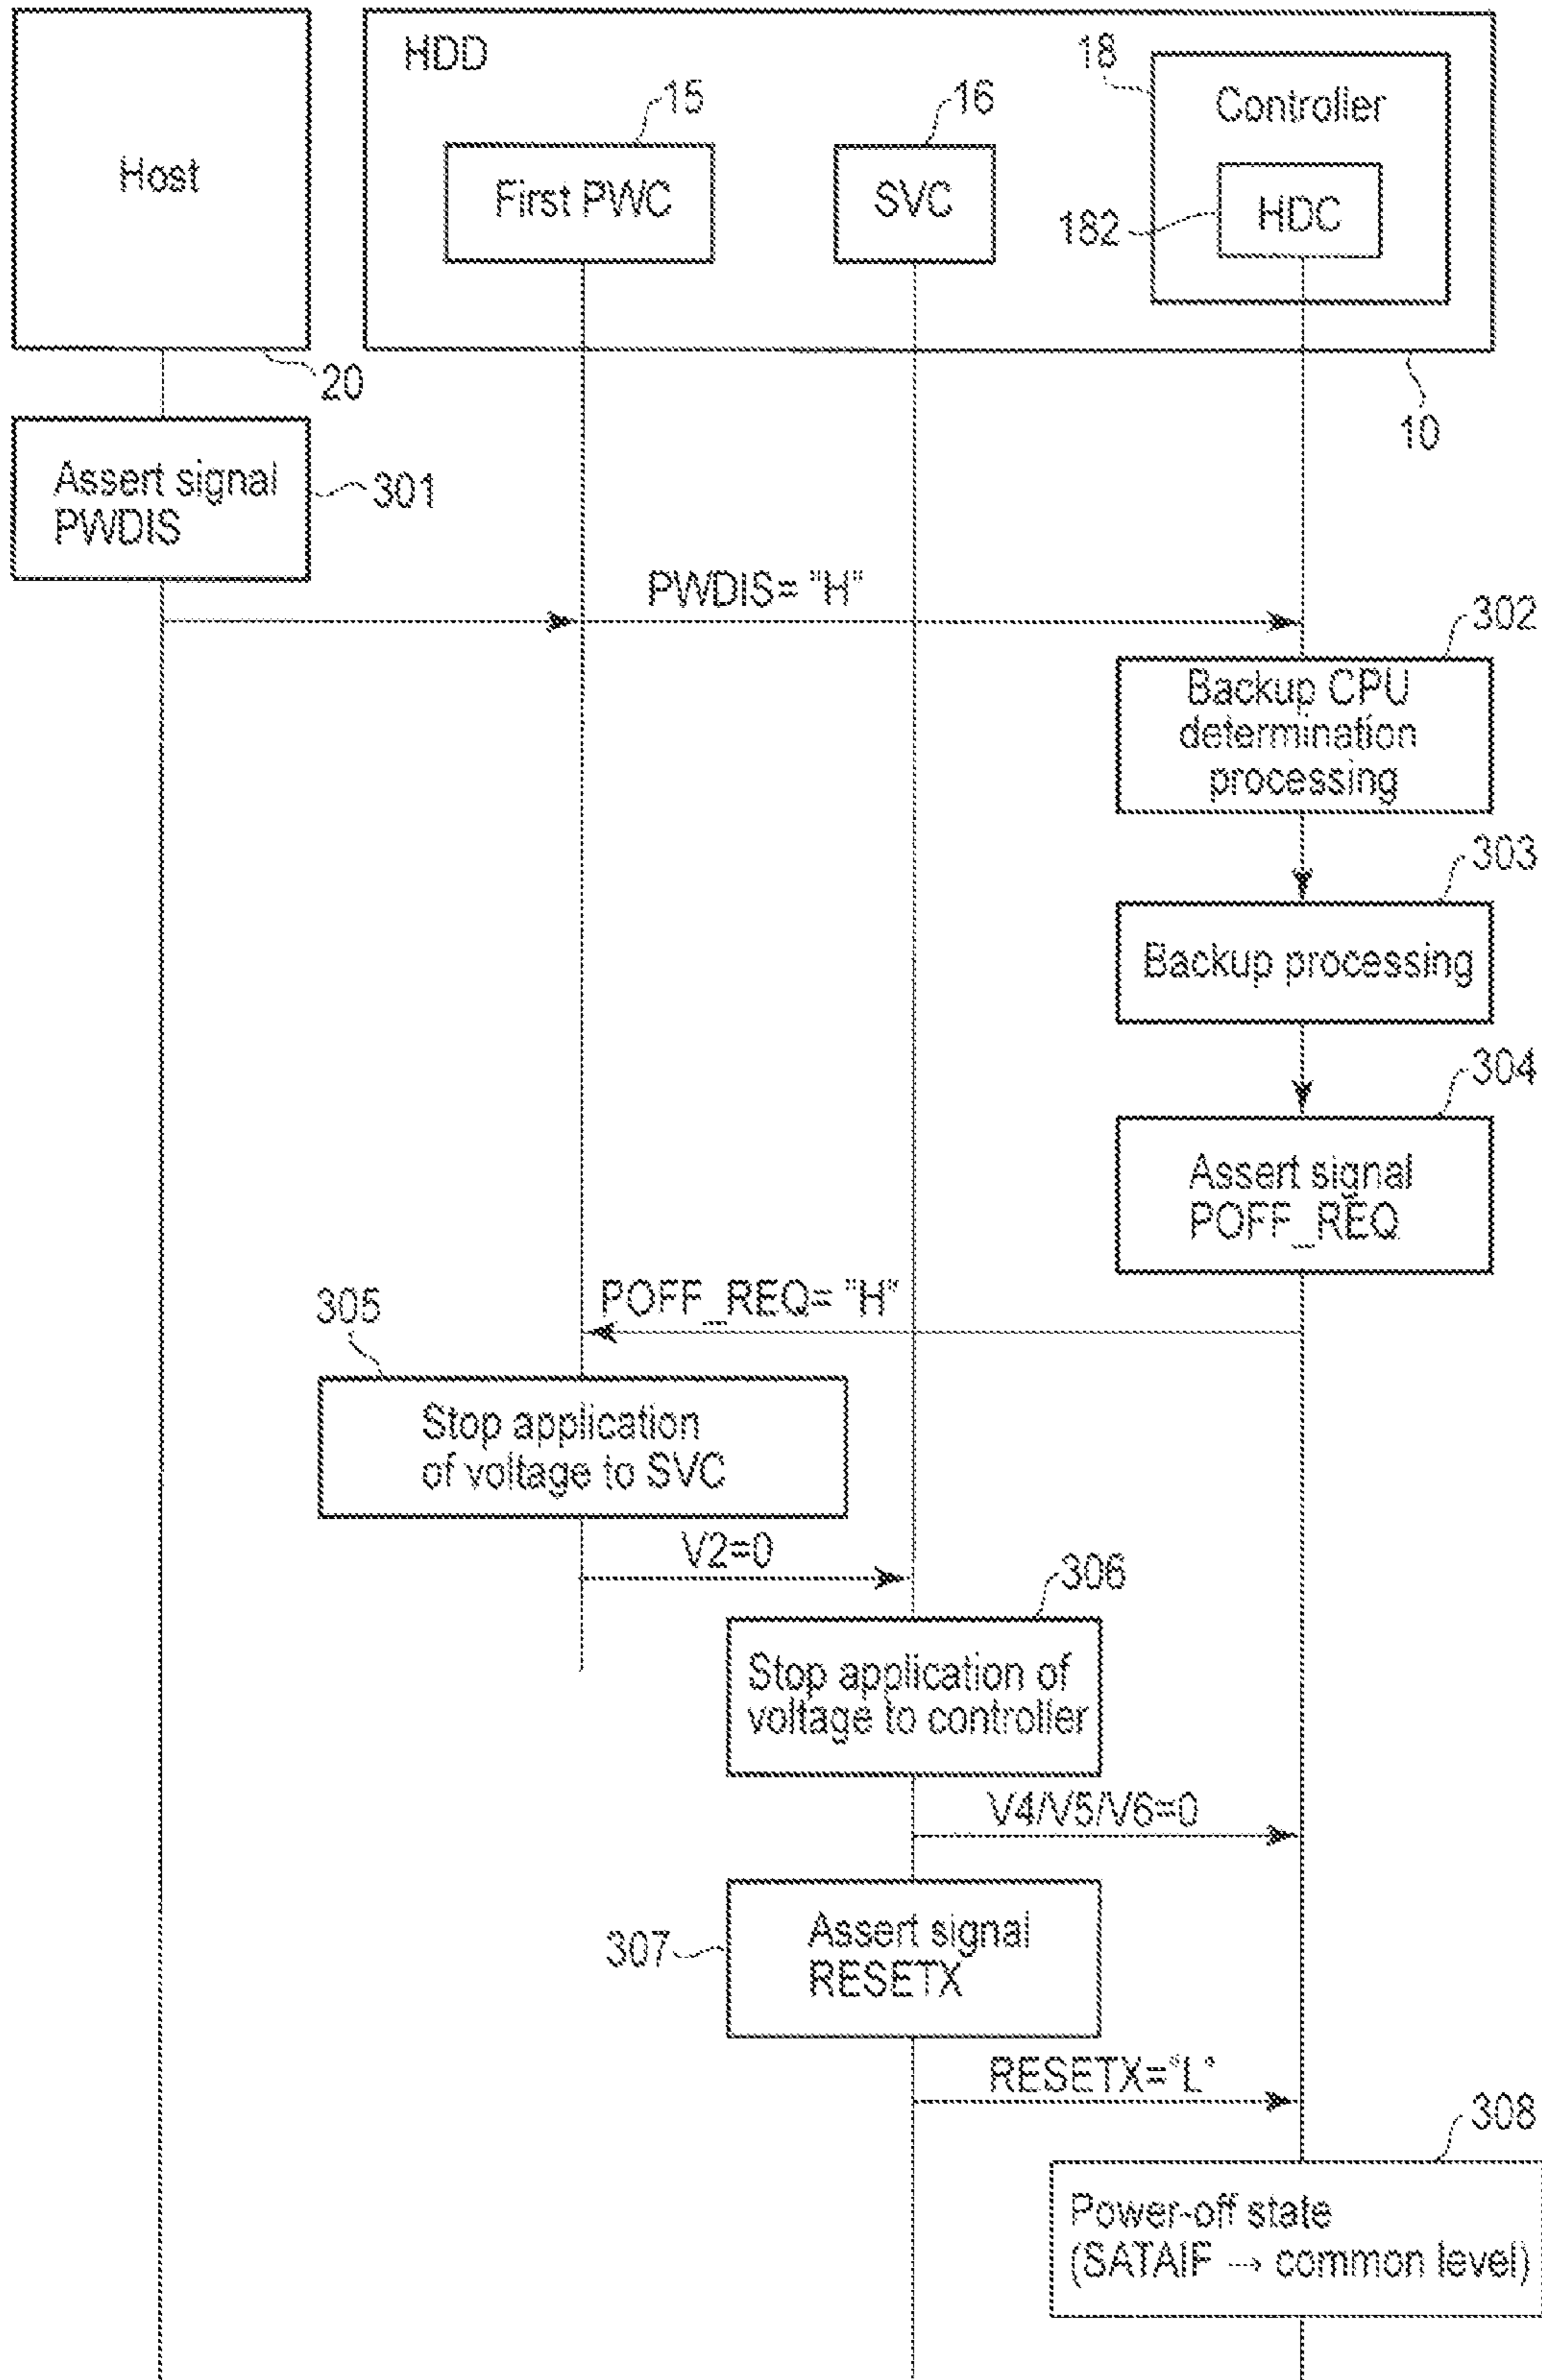 HDD
Host
15
First PWC
16
SVC
18
Controller
182
HDC
20
10
Assert signal
PWDIS
301
PWDIS= "H"
302
Backup CPU
determination
processing
303
Backup processing
304
Assert signal
POFF_REQ
POFF_REQ= "H"
305
Stop application
of voltage to SVC
V2=0
306
Stop application of
voltage to controller
V4/V5/V6=0
307
Assert signal
RESETX
RESETX="L"
308
Power-off state
(SATAIF → common level)